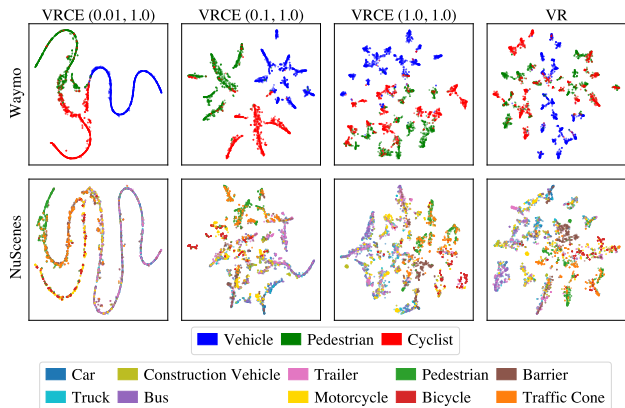 VRCE (0.01, 1.0) VRCE (0.1, 1.0) VRCE (1.0, 1.0) VR
Waymo
NuScenes
Vehicle Pedestrian Cyclist
Car Construction Vehicle Trailer Pedestrian Barrier
Truck Bus Motorcycle Bicycle Traffic Cone